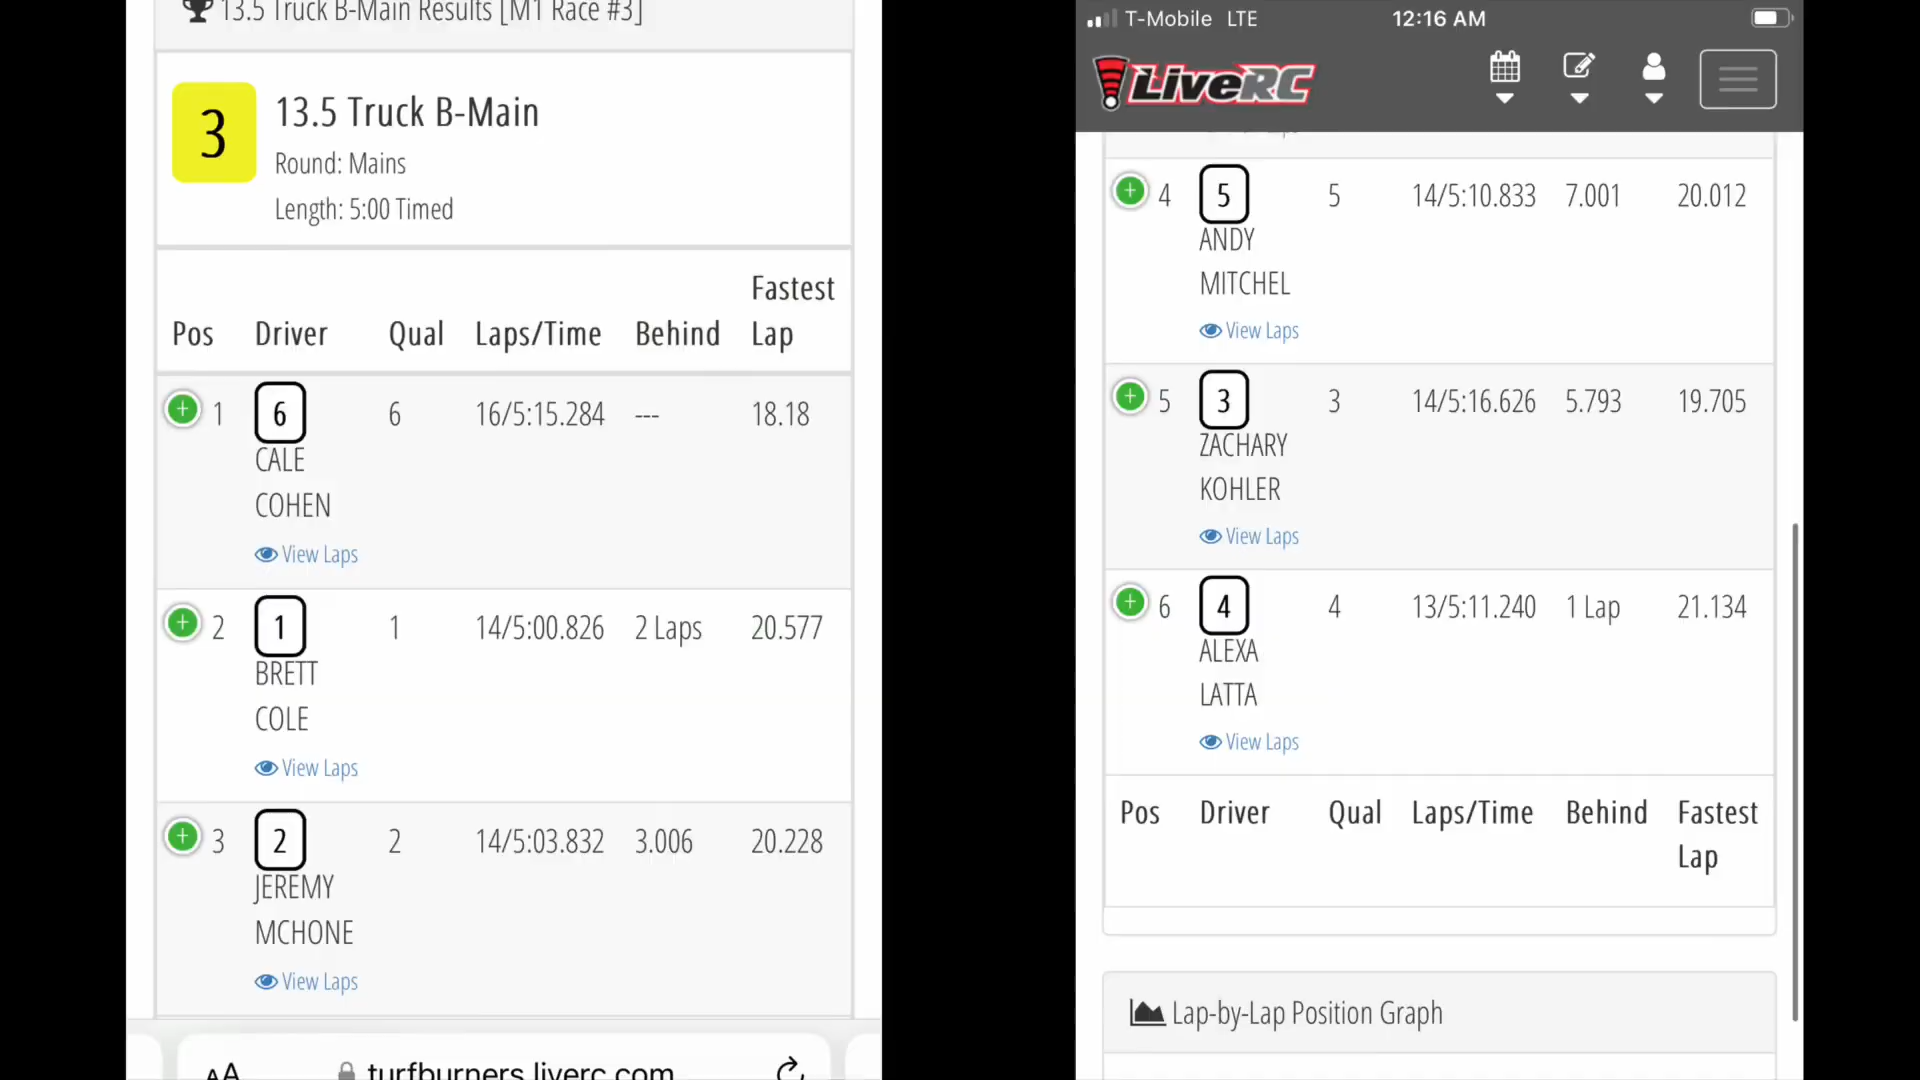 13.5 Truck B-Main Results [M1 Race #3]
3
13.5 Truck B-Main
Round: Mains
Length: 5:00 Timed
Pos Driver Qual Laps/Time Behind Fastest Lap
1 6 6 16/5:15.284 --- 18.18
CALE
COHEN
View Laps
2 1 1 14/5:00.826 2 Laps 20.577
BRETT
COLE
View Laps
3 2 2 14/5:03.832 3.006 20.228
JEREMY
MCHONE
View Laps
AA turfburners.liverc.com
T-Mobile LTE 12:16 AM
LiveRC
4 5 5 14/5:10.833 7.001 20.012
ANDY
MITCHEL
View Laps
5 3 3 14/5:16.626 5.793 19.705
ZACHARY
KOHLER
View Laps
6 4 4 13/5:11.240 1 Lap 21.134
ALEXA
LATTA
View Laps
Pos Driver Qual Laps/Time Behind Fastest
Lap
Lap-by-Lap Position Graph